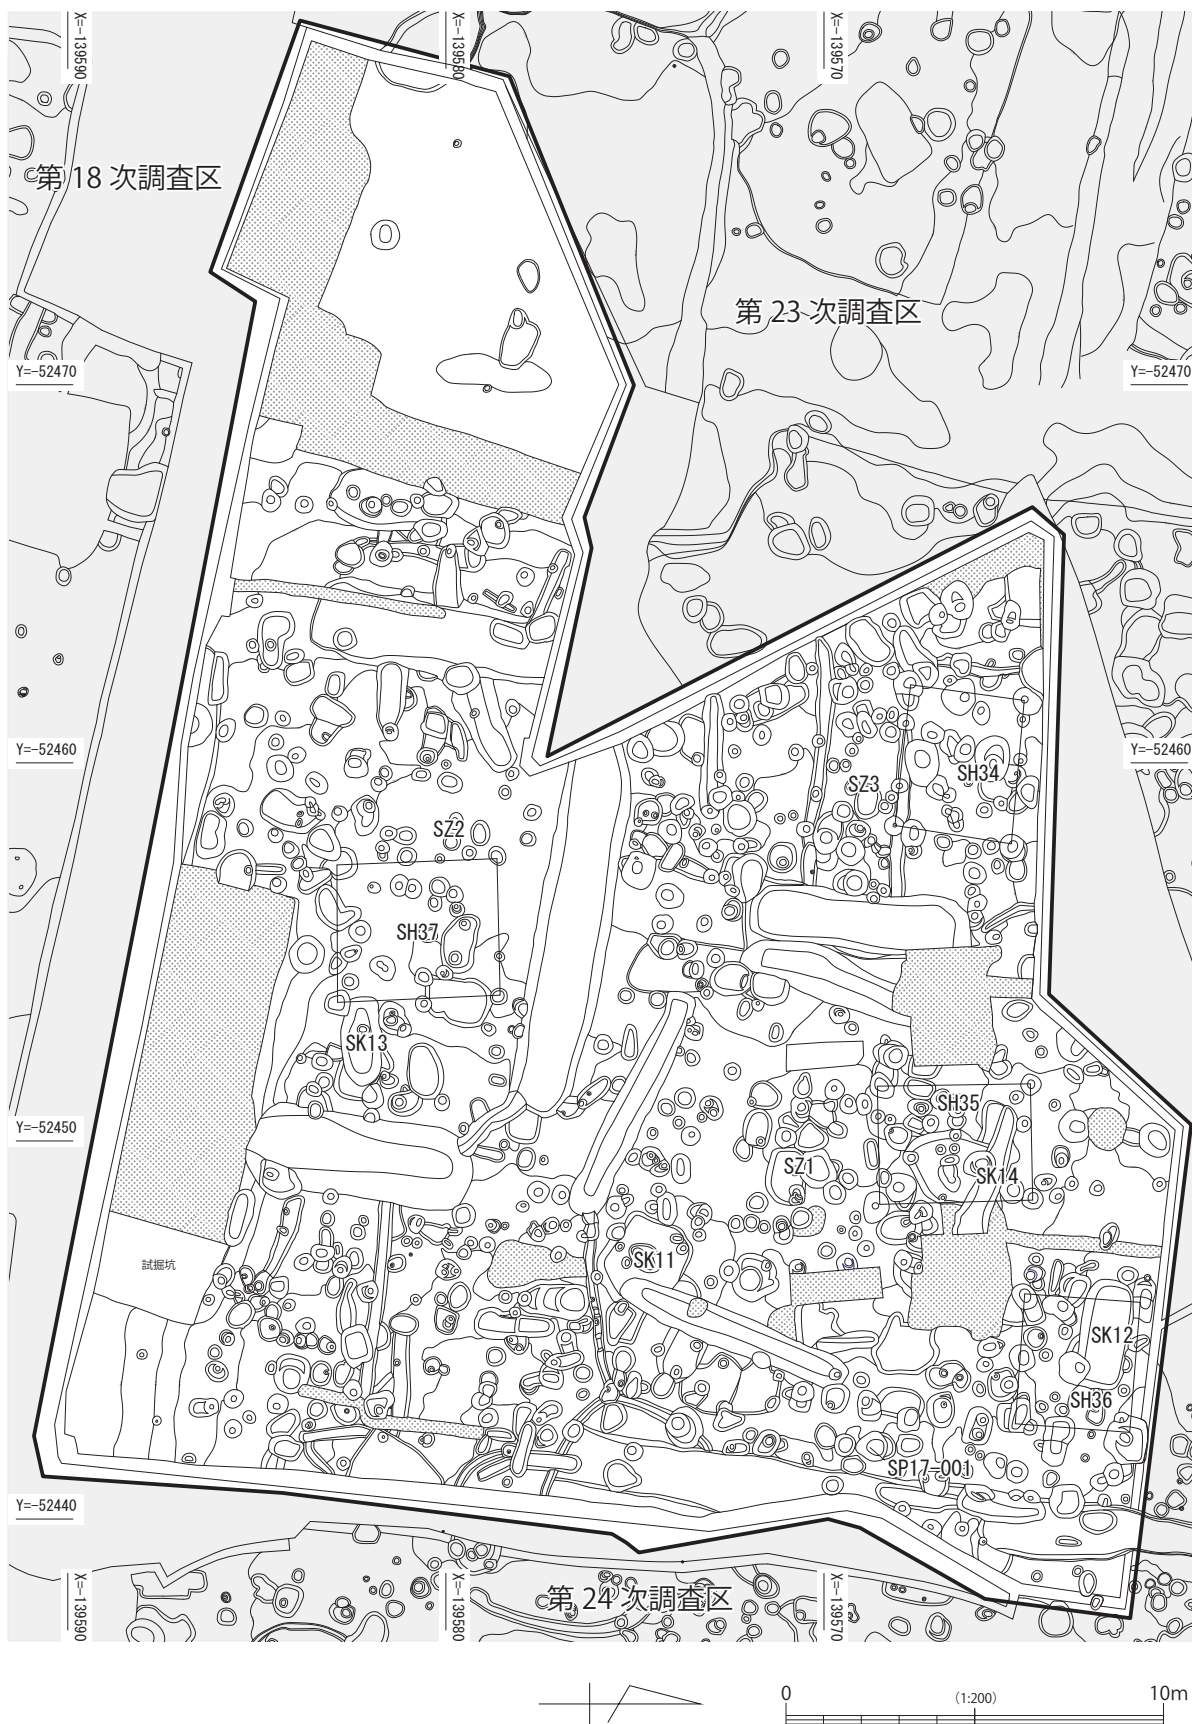 X=-139590
X=-139580
X=-139570
第 18 次調査区
第 23 次調査区
Y=-52470
Y=-52470
Y=-52460
Y=-52460
SH34
SZ3
SZ2
SH37
SK13
SH35
Y=-52450
SZ1
SK14
SK11
試掘坑
SK12
SH36
SP17-001
Y=-52440
第 24 次調査区
X=-139590
X=-139580
X=-139570
0
(1:200)
10m